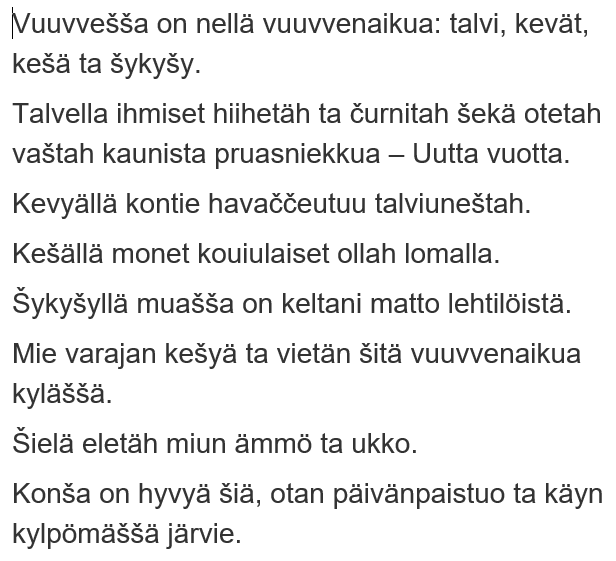 Vuuvvešša on nellä vuuvvenaikua: talvi, kevät,
kešä ta šykyšy.
Talvella ihmiset hiihetäh ta čurnitah šekä otetah
vaštah kaunista pruasniekkua – Uutta vuotta.
Kevyällä kontie havaččeutuu talviuneštah.
Kešällä monet kouiulaiset ollah lomalla.
Šykyšyllä muašša on keltani matto lehtilöistä.
Mie varajan kešyä ta vietän šitä vuuvvenaikua
kyläššä.
Šielä eletäh miun ämmö ta ukko.
Konša on hyvyä šiä, otan päivänpaistuo ta käyn
kylpömäššä järvie.